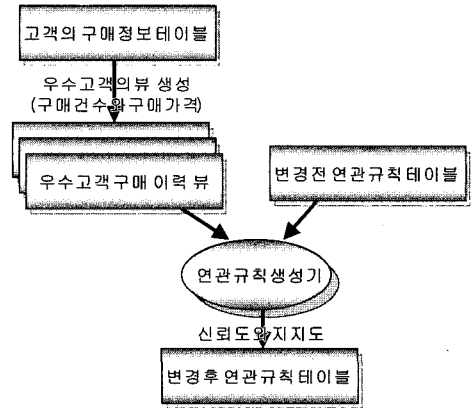 고객의 구매정보테이블
우수고객의뷰 생성
(구매건수와구매가격)
우수고객구매 이력 뷰
변경전 연관규칙테이블
연관규칙생성기
신뢰도와지지도
변경후 연관규칙테이블